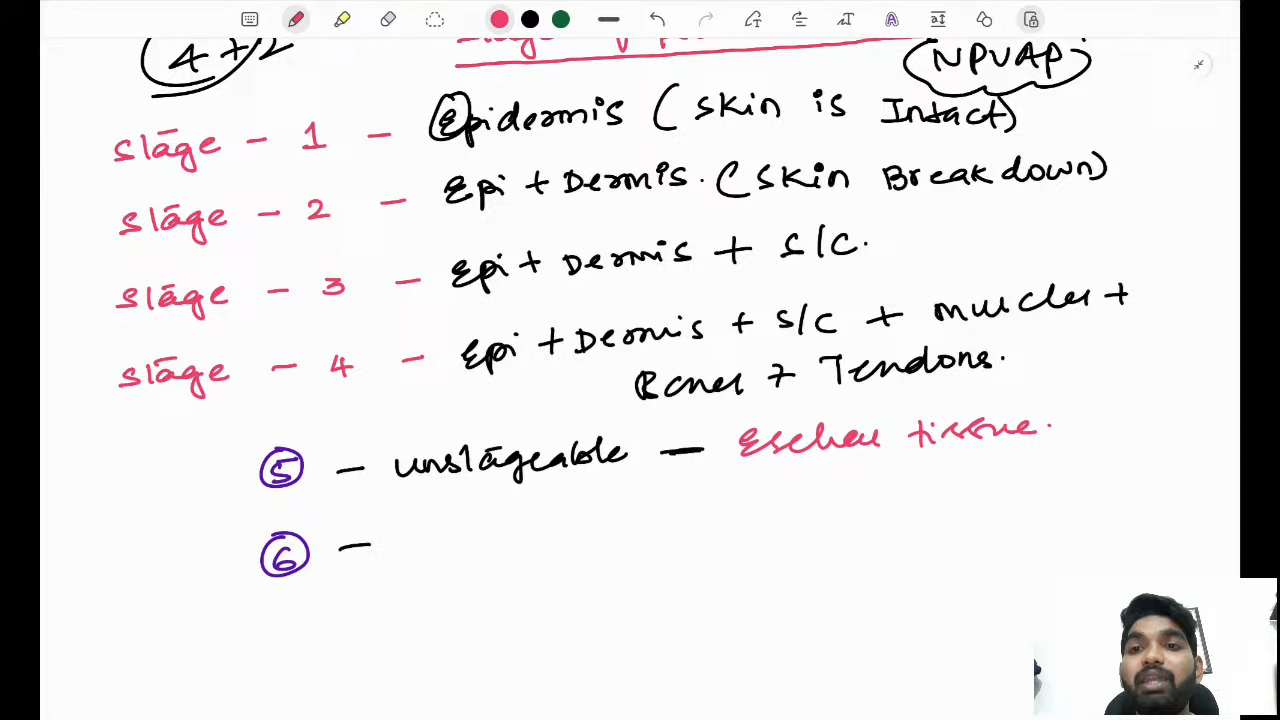 4+2
NPUAP
Stage - 1 - Epidermis (skin is Intact)
Stage - 2 - Epi + Dermis. (skin Breakdown)
Stage - 3 - Epi + Dermis + S/C.
Stage - 4 - Epi + Dermis + S/C + muscles +
Bones + Tendons.
5 - unstageable - Eschar tissue.
6 -